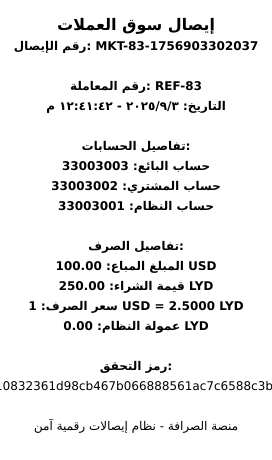 إيصال سوق العملات
رقم الإيصال: MKT-83-1756903302037
رقم المعاملة: REF-83
التاريخ: ٢٠٢٥/٩/٣ - ١٢:٤١:٤٢ م
تفاصيل الحسابات:
حساب البائع: 33003003
حساب المشتري: 33003002
حساب النظام: 33003001
تفاصيل الصرف:
المبلغ المباع: 100.00 USD
قيمة الشراء: 250.00 LYD
سعر الصرف: 1 USD = 2.5000 LYD
عمولة النظام: 0.00 LYD
رمز التحقق:
10832361d98cb467b066888561ac7c6588c3b
منصة الصرافة - نظام إيصالات رقمية آمن